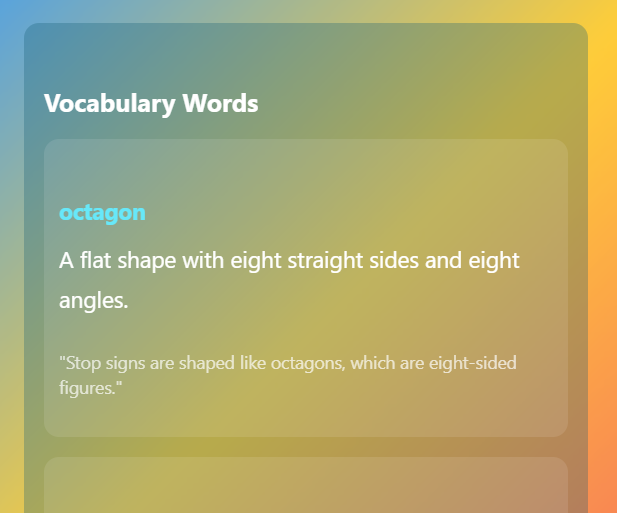 Vocabulary Words
octagon
A flat shape with eight straight sides and eight
angles.
"Stop signs are shaped like octagons, which are eight-sided
figures."